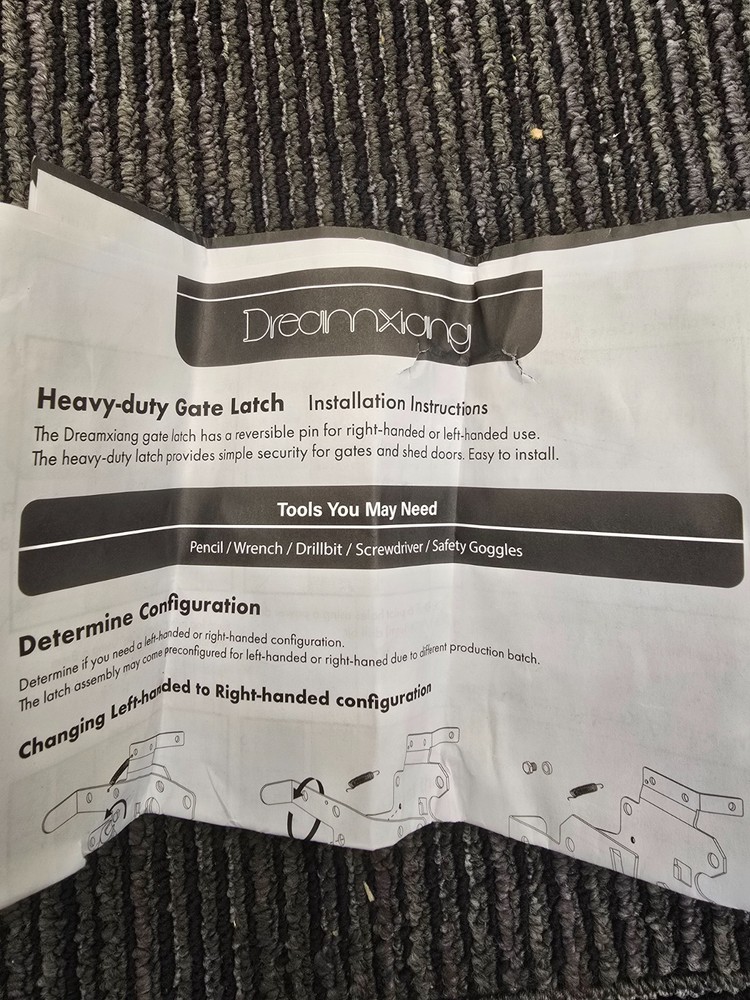 Dreamxiang
Heavy-duty Gate Latch Installation Instructions
The Dreamxiang gate latch has a reversible pin for right-handed or left-handed use.
The heavy-duty latch provides simple security for gates and shed doors. Easy to install.
Tools You May Need
Pencil / Wrench / Drillbit / Screwdriver / Safety Goggles
Determine Configuration
Determine if you need a left-handed or right-handed configuration.
The latch assembly may come preconfigured for left-handed or right-haned due to different production batch.
Changing Left-handed to Right-handed configuration